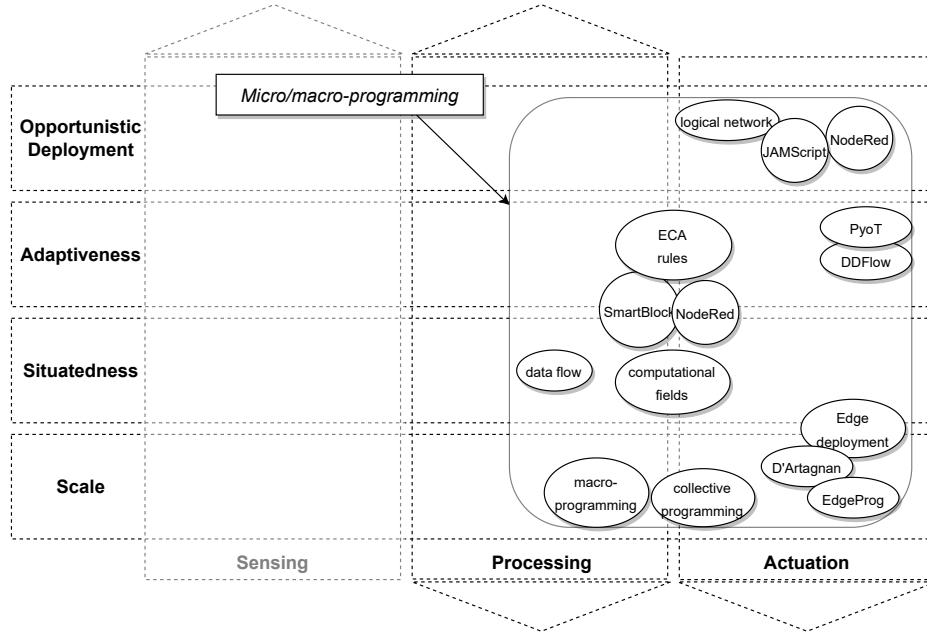 Micro/macro-programming
Opportunistic
Deployment
logical network
JAMScript
NodeRed
Adaptiveness
ECA
rules
PyoT
DDFlow
SmartBlock
NodeRed
Situatedness
data flow
computational
fields
Edge
deployment
Scale
D'Artagnan
macro-
programming
collective
programming
EdgeProg
Sensing
Processing
Actuation